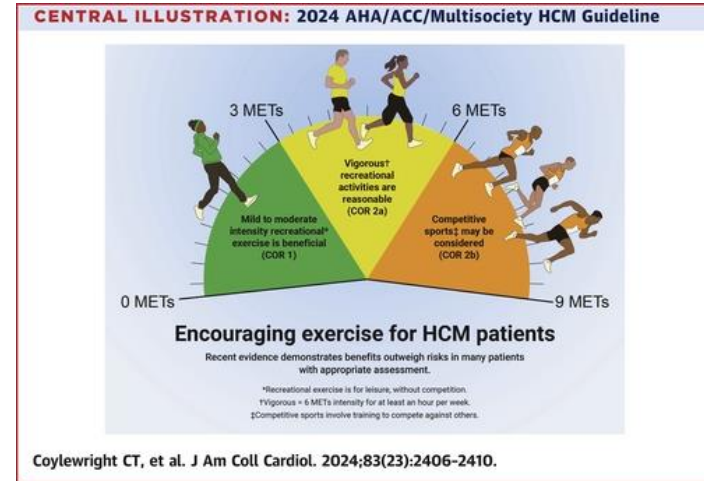 CENTRAL ILLUSTRATION: 2024 AHA/ACC/Multisociety HCM Guideline
3 METs
6 METs
Vigorous†
recreational
activities are
reasonable
(COR 2a)
Mild to moderate
intensity recreational*
exercise is beneficial
(COR 1)
Competitive
sports‡ may be
considered
(COR 2b)
0 METs
9 METs
Encouraging exercise for HCM patients
Recent evidence demonstrates benefits outweigh risks in many patients
with appropriate assessment.
*Recreational exercise is for leisure, without competition.
†Vigorous = 6 METs intensity for at least an hour per week.
‡Competitive sports involve training to compete against others.
Coylewright CT, et al. J Am Coll Cardiol. 2024;83(23):2406-2410.